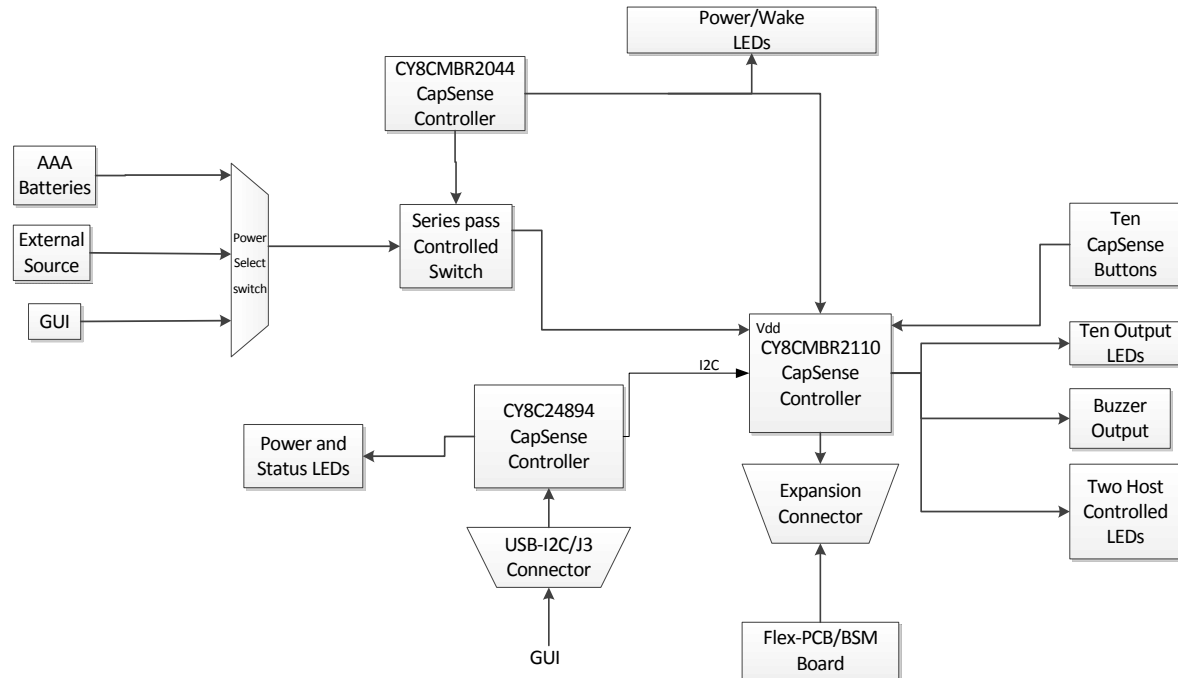 Power/Wake
LEDs
CY8CMBR2044
CapSense
Controller
AAA
Batteries
External
Source
GUI
Power
Select
switch
Series pass
Controlled
Switch
Ten
CapSense
Buttons
Vdd
CY8CMBR2110
CapSense
Controller
Ten Output
LEDs
I2C
CY8C24894
CapSense
Controller
Power and
Status LEDs
Buzzer
Output
Expansion
Connector
Two Host
Controlled
LEDs
USB-I2C/J3
Connector
GUI
Flex-PCB/BSM
Board